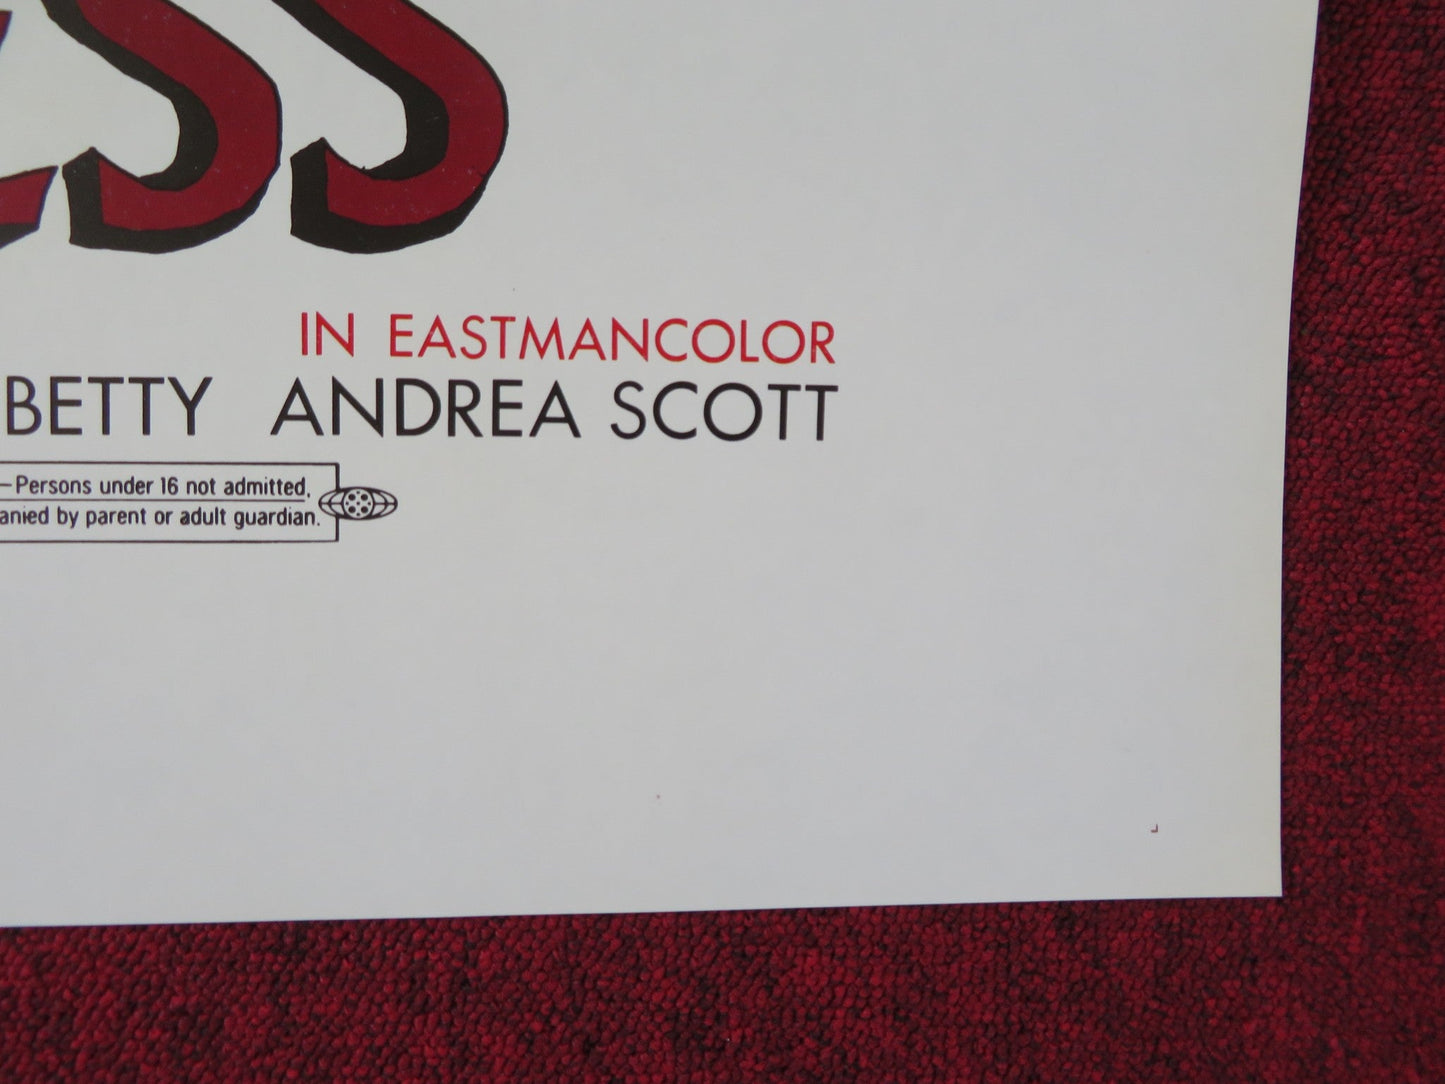 ESS
IN EASTMANCOLOR
BETTY ANDREA SCOTT
—Persons under 16 not admitted,
anied by parent or adult guardian.